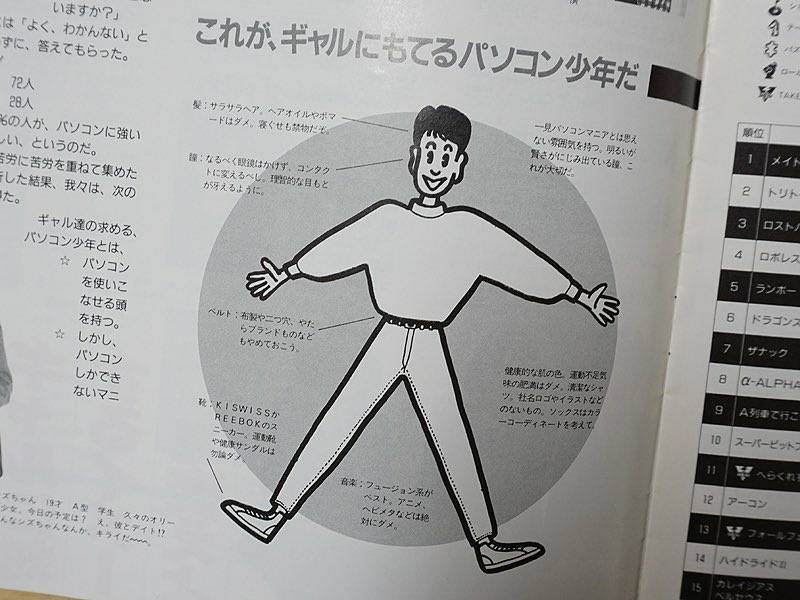 いますか?」
は「よく、わかんない」と
ずに、答えてもらった。
72人
28人
%の人が、パソコンに強い
しい、というのだ。
苦労に苦労を重ねて集めた
行した結果、我々は、次の
た。
ギャル達の求める、
パソコン少年とは、
☆ パソコン
を使いこ
なせる頭
を持つ。
☆ しかし、
パソコン
しかでき
ないマニ
ズちゃん 19才 A型 学生 久々のオリー
少女。今日の予定は? え、彼とデイト!?
んなシズちゃんなんか、キライだ〜〜〜。
これが、ギャルにもてるパソコン少年だ
髪:サラサラヘア。ヘアオイルやポマ
ードはダメ。寝ぐせも禁物だぞ。
瞳:なるべく眼鏡はかけず、コンタク
トに変えるべし。理智的な目もと
が冴えるように。
一見パソコンマニアとは思え
ない雰囲気を持つ。明るいが
賢さがにじみ出ている瞳、こ
れが大切だ。
ベルト:布製や二つ穴、やた
らブランドものなど
もやめておこう。
健康的な肌の色。運動不足気
味の肥満はダメ。清潔なシャ
ツ。社名ロゴやイラストなど
のないもの。ソックスはカラ
ーコーディネートを考えて。
靴:KISWISSか
REEBOKのス
ニーカー。運動靴
や健康サンダルは
勿論ダメ。
音楽:フュージョン系が
ベスト。アニメ、
ヘビメタなどは絶
対にダメ。
TAKE
順位
1 メイト
2 トリト
3 ロスト
4 ロボレス
5 ランボー
6 ドラゴンス
7 ザナック
8 α-ALPHA
9 A列車で行こ
10 スーパーピット
11 へらくれ
12 アーコン
13 フォールフ
14 ハイドライドII
15 カレイシアス